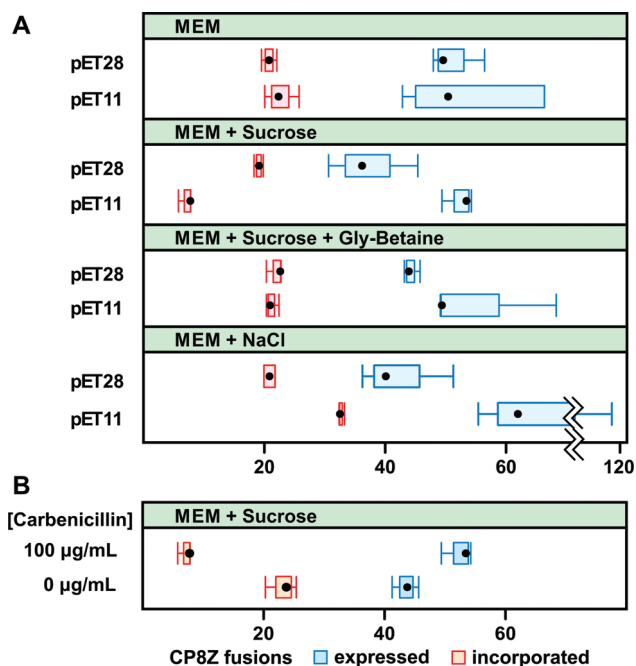 A
MEM
pET28
pET11
MEM + Sucrose
pET28
pET11
MEM + Sucrose + Gly-Betaine
pET28
pET11
MEM + NaCl
pET28
pET11
20 40 60 120
B
[Carbenicillin] MEM + Sucrose
100 µg/mL
0 µg/mL
20 40 60
CP8Z fusions expressed incorporated